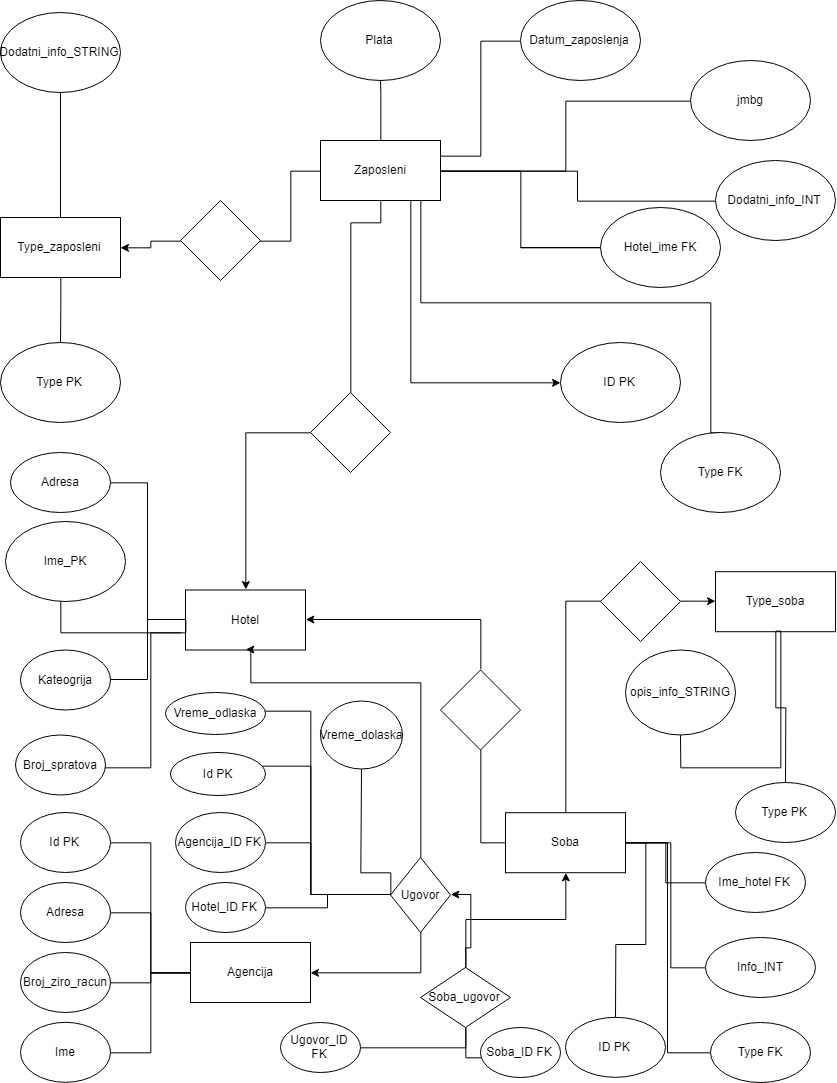 Dodatni_info_STRING
Plata
Datum_zaposlenja
jmbg
Zaposleni
Dodatni_info_INT
Type_zaposleni
Hotel_ime FK
Type PK
ID PK
Type FK
Adresa
Ime_PK
Hotel
Type_soba
Kateogrija
opis_info_STRING
Vreme_odlaska
Vreme_dolaska
Broj_spratova
Id PK
Type PK
Id PK
Agencija_ID FK
Soba
Ime_hotel FK
Ugovor
Hotel_ID FK
Adresa
Agencija
Info_INT
Broj_ziro_racun
Soba_ugovor
Ugovor_ID
FK
Soba_ID FK
ID PK
Type FK
Ime